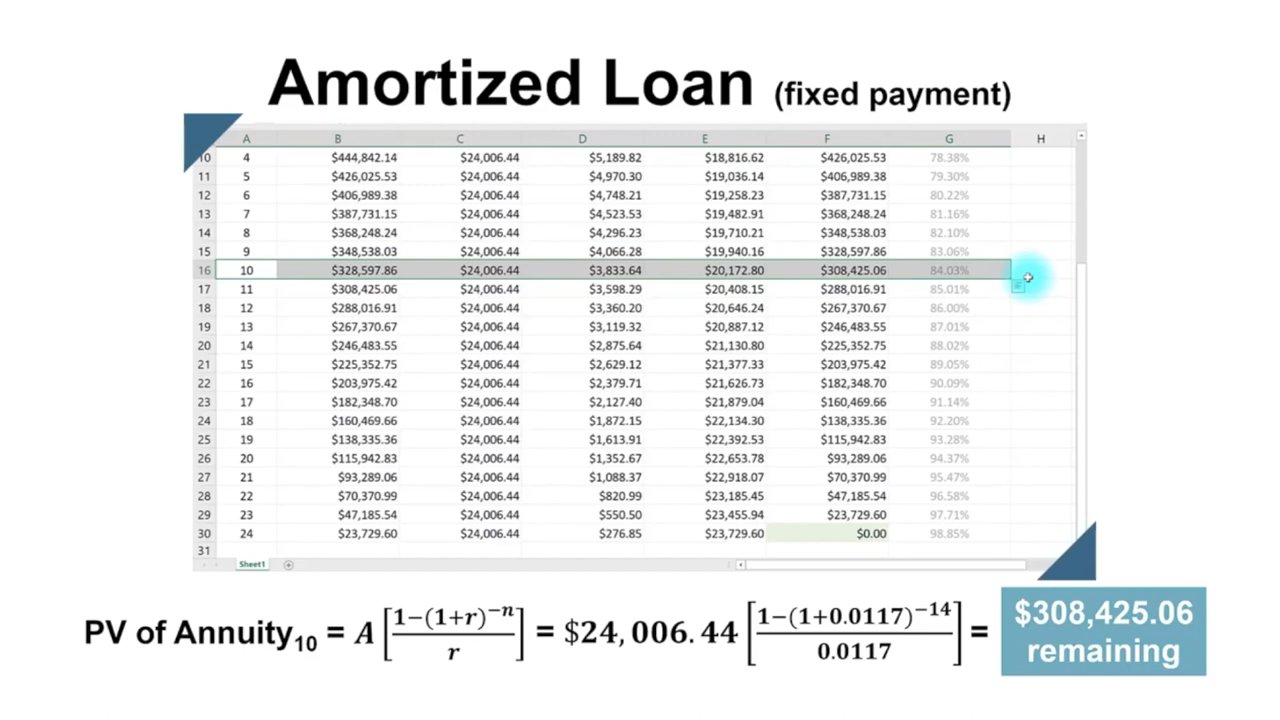 Amortized Loan (fixed payment)
A B C D E F G H
10 4 $444,842.14 $24,006.44 $5,189.82 $18,816.62 $426,025.53 78.38%
11 5 $426,025.53 $24,006.44 $4,970.30 $19,036.14 $406,989.38 79.30%
12 6 $406,989.38 $24,006.44 $4,748.21 $19,258.23 $387,731.15 80.22%
13 7 $387,731.15 $24,006.44 $4,523.53 $19,482.91 $368,248.24 81.16%
14 8 $368,248.24 $24,006.44 $4,296.23 $19,710.21 $348,538.03 82.10%
15 9 $348,538.03 $24,006.44 $4,066.28 $19,940.16 $328,597.86 83.06%
16 10 $328,597.86 $24,006.44 $3,833.64 $20,172.80 $308,425.06 84.03%
17 11 $308,425.06 $24,006.44 $3,598.29 $20,408.15 $288,016.91 85.01%
18 12 $288,016.91 $24,006.44 $3,360.20 $20,646.24 $267,370.67 86.00%
19 13 $267,370.67 $24,006.44 $3,119.32 $20,887.12 $246,483.55 87.01%
20 14 $246,483.55 $24,006.44 $2,875.64 $21,130.80 $225,352.75 88.02%
21 15 $225,352.75 $24,006.44 $2,629.12 $21,377.33 $203,975.42 89.05%
22 16 $203,975.42 $24,006.44 $2,379.71 $21,626.73 $182,348.70 90.09%
23 17 $182,348.70 $24,006.44 $2,127.40 $21,879.04 $160,469.66 91.14%
24 18 $160,469.66 $24,006.44 $1,872.15 $22,134.30 $138,335.36 92.20%
25 19 $138,335.36 $24,006.44 $1,613.91 $22,392.53 $115,942.83 93.28%
26 20 $115,942.83 $24,006.44 $1,352.67 $22,653.78 $93,289.06 94.37%
27 21 $93,289.06 $24,006.44 $1,088.37 $22,918.07 $70,370.99 95.47%
28 22 $70,370.99 $24,006.44 $820.99 $23,185.45 $47,185.54 96.58%
29 23 $47,185.54 $24,006.44 $550.50 $23,455.94 $23,729.60 97.71%
30 24 $23,729.60 $24,006.44 $276.85 $23,729.60 $0.00 98.85%
31
Sheet1
PV of Annuity₁₀ = A [(1−(1+r)⁻ⁿ)/r] = $24,006.44 [(1−(1+0.0117)⁻¹⁴)/0.0117] =
$308,425.06
remaining